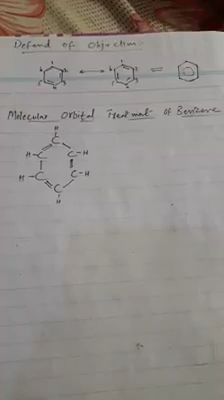 Defend of Objection:
Molecular Orbital Treatment of Benzene
H
C
C C-H
H
H-C C-H
C
H